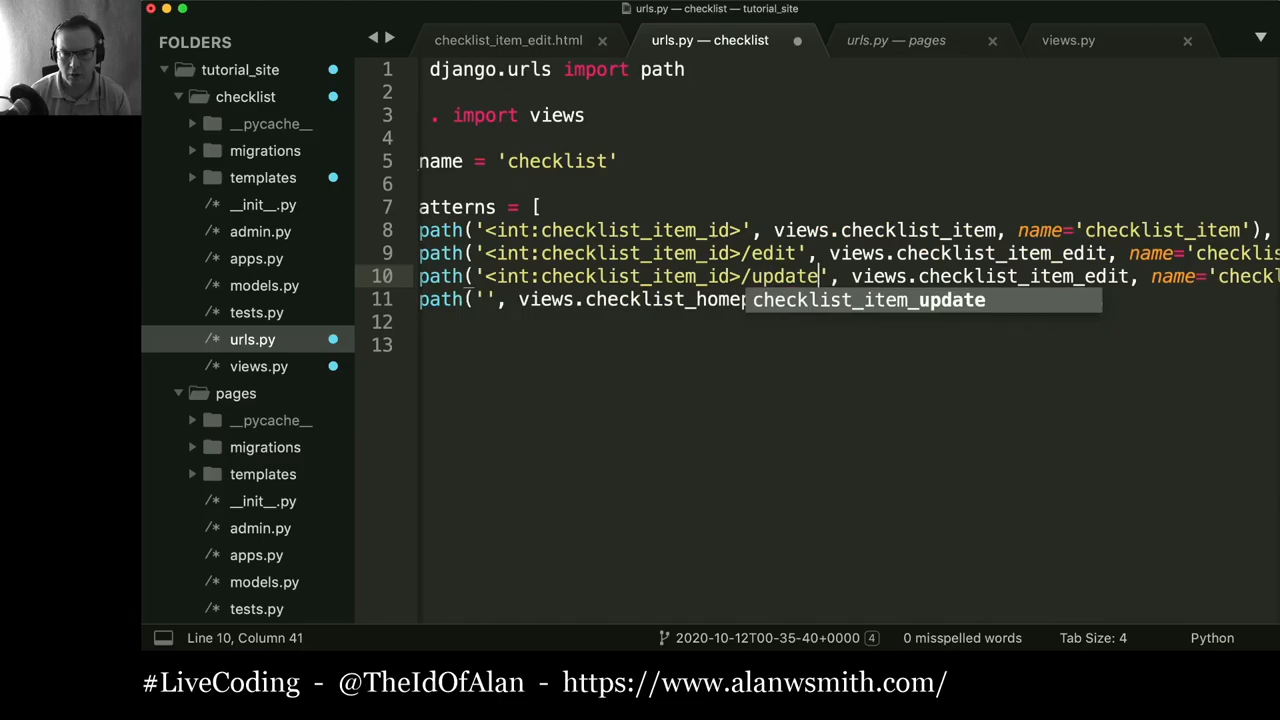 urls.py — checklist — tutorial_site
FOLDERS
tutorial_site
checklist
__pycache__
migrations
templates
__init__.py
admin.py
apps.py
models.py
tests.py
urls.py
views.py
pages
__pycache__
migrations
templates
__init__.py
admin.py
apps.py
models.py
tests.py
checklist_item_edit.html
urls.py — checklist
urls.py — pages
views.py
1 django.urls import path
2
3 . import views
4
5 _name = 'checklist'
6
7 atterns = [
8 path('<int:checklist_item_id>', views.checklist_item, name='checklist_item'),
9 path('<int:checklist_item_id>/edit', views.checklist_item_edit, name='checklis
10 path('<int:checklist_item_id>/update', views.checklist_item_edit, name='checkl
11 path('', views.checklist_homep
checklist_item_update
12
13
Line 10, Column 41
2020-10-12T00-35-40+0000 4
0 misspelled words
Tab Size: 4
Python
#LiveCoding - @TheIdOfAlan - https://www.alanwsmith.com/